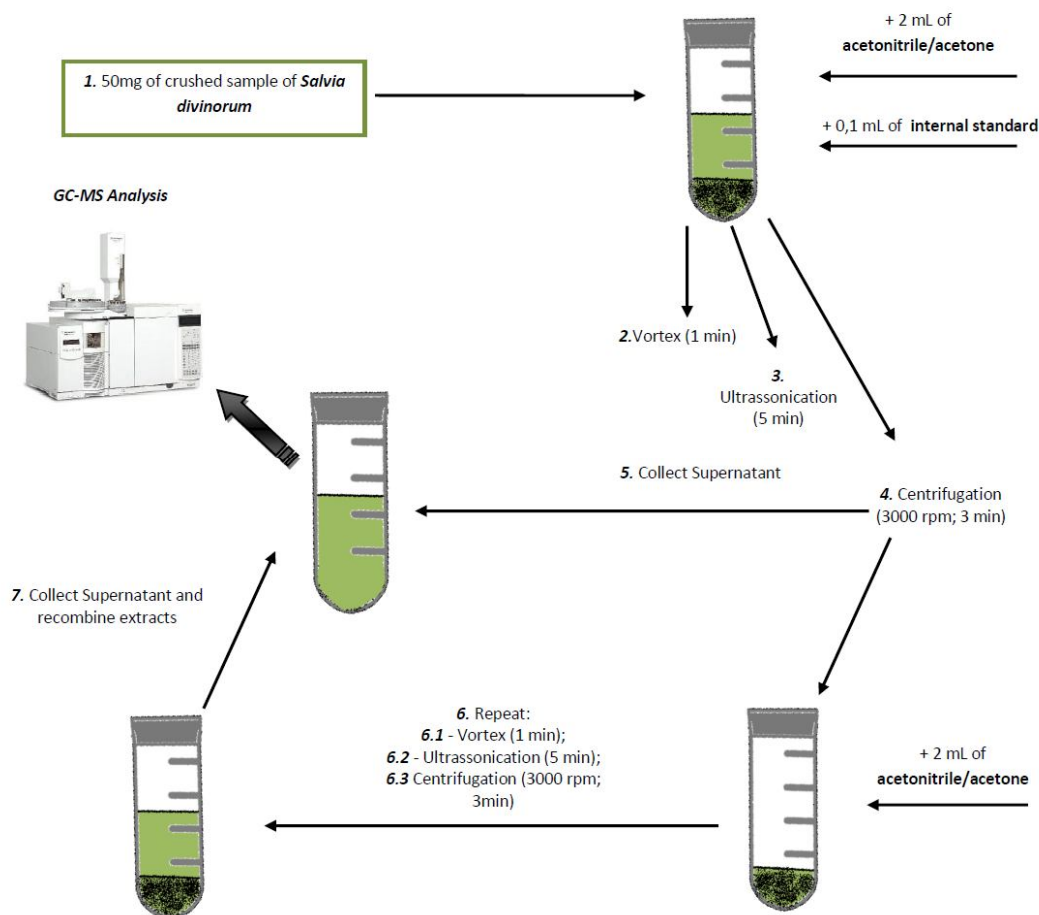 + 2 mL of
acetonitrile/acetone
1. 50mg of crushed sample of Salvia
divinorum
+ 0,1 mL of internal standard
GC-MS Analysis
2.Vortex (1 min)
3.
Ultrassonication
(5 min)
5. Collect Supernatant
4. Centrifugation
(3000 rpm; 3 min)
7. Collect Supernatant and
recombine extracts
6. Repeat:
6.1 - Vortex (1 min);
6.2 - Ultrassonication (5 min);
6.3 Centrifugation (3000 rpm;
3min)
+ 2 mL of
acetonitrile/acetone